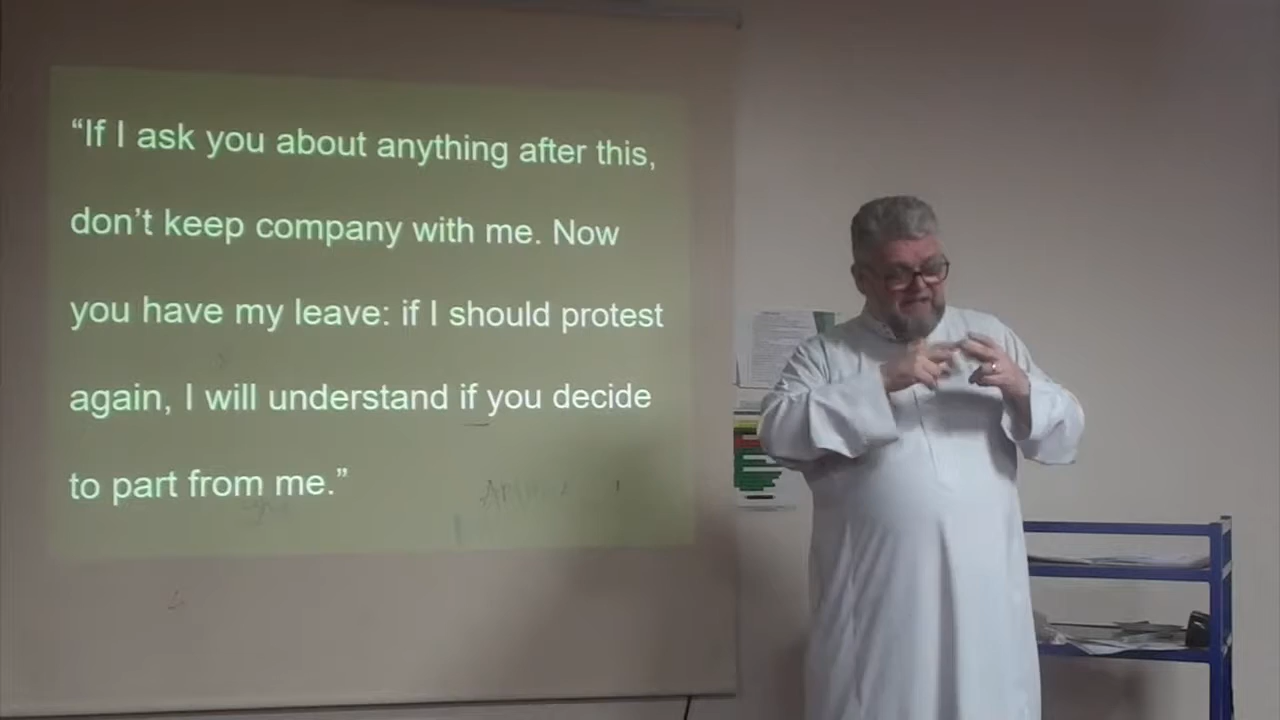 “If I ask you about anything after this,
don’t keep company with me. Now
you have my leave: if I should protest
again, I will understand if you decide
to part from me.”